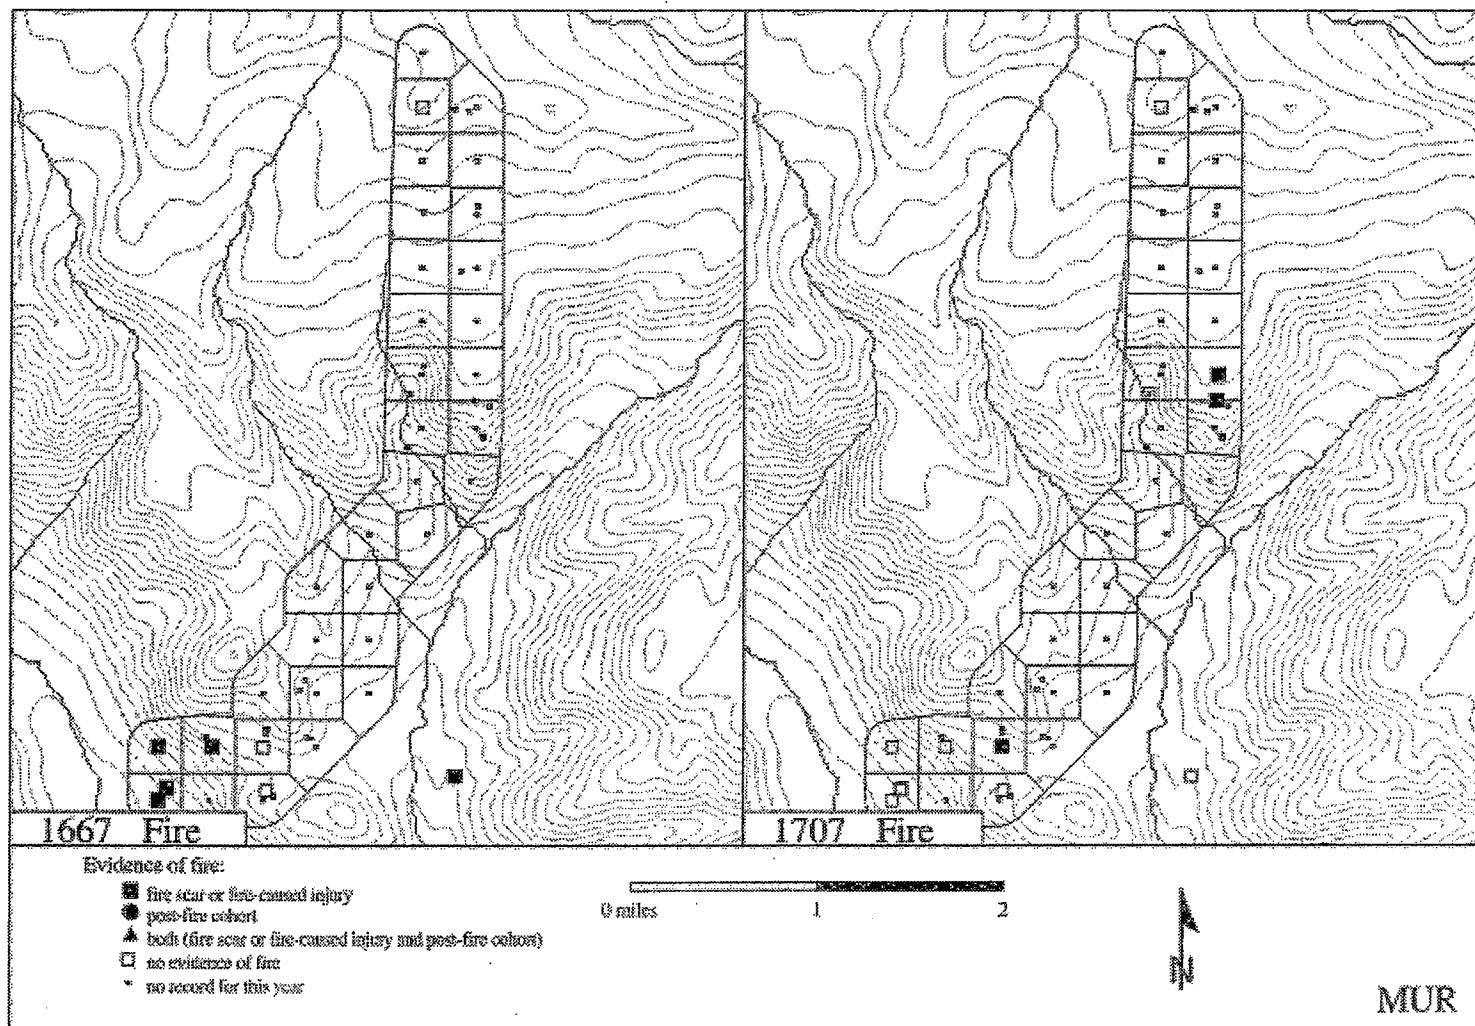 1667 Fire
1707 Fire
Evidence of fire:
fire scar or fire-caused injury
post-fire cohort
both (fire scar or fire-caused injury and post-fire cohort)
no evidence of fire
no record for this year
0 miles 1 2
N
MUR